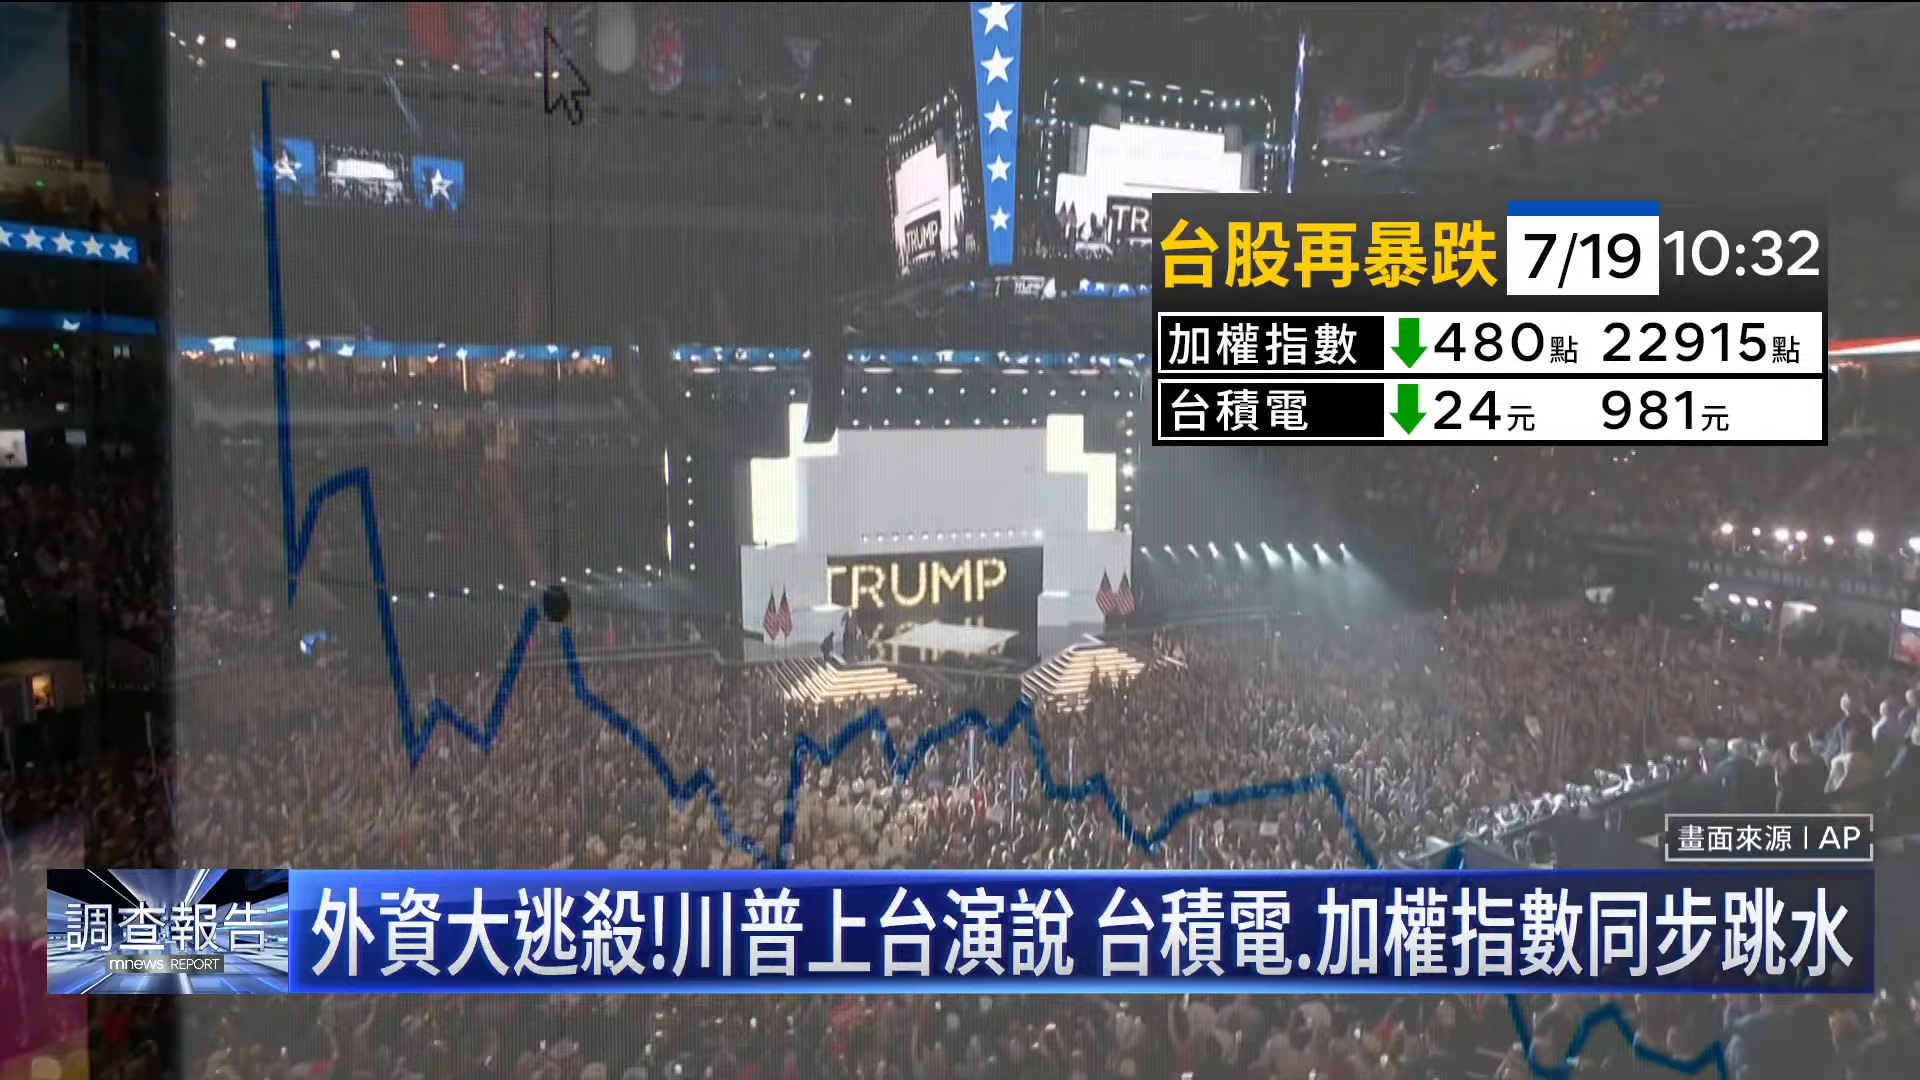 TRUMP
TR
台股再暴跌 7/19 10:32
加權指數 480點 22915點
台積電 24元 981元
TRUMP
畫面來源 | AP
調查報告
mnews REPORT
外資大逃殺!川普上台演說 台積電.加權指數同步跳水